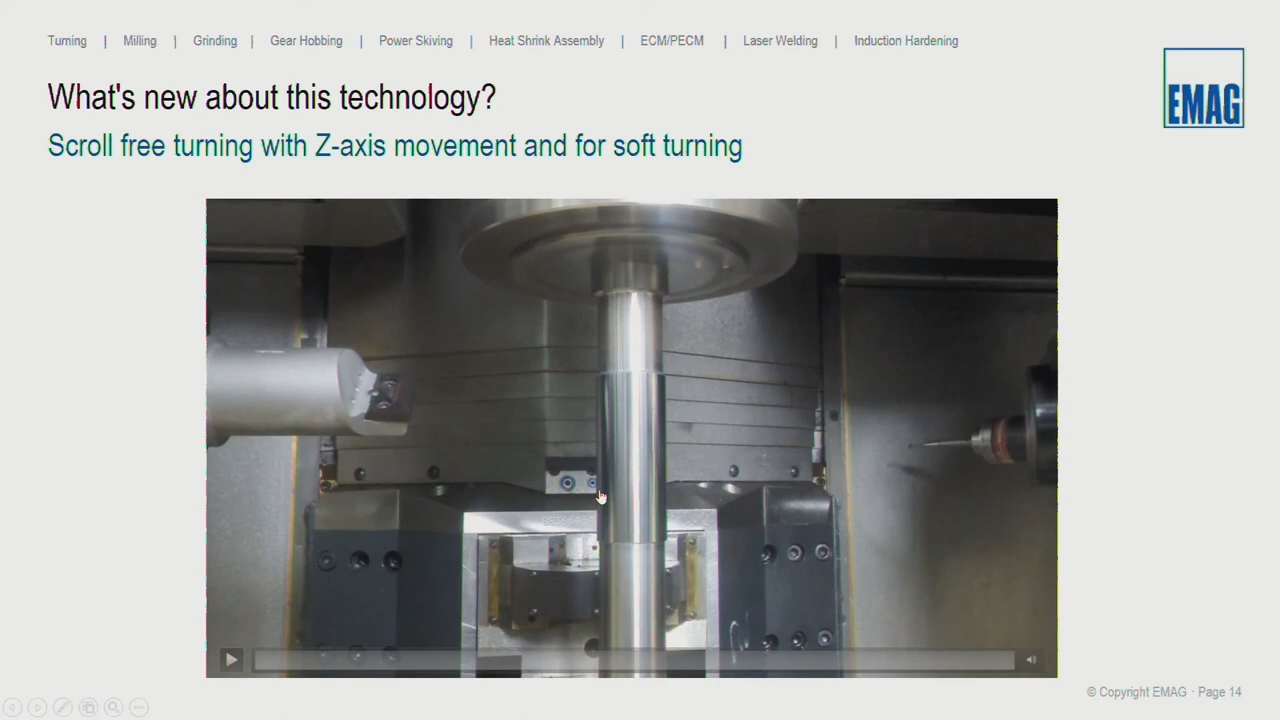 Turning | Milling | Grinding | Gear Hobbing | Power Skiving | Heat Shrink Assembly | ECM/PECM | Laser Welding | Induction Hardening
What's new about this technology?
EMAG
Scroll free turning with Z-axis movement and for soft turning
© Copyright EMAG · Page 14